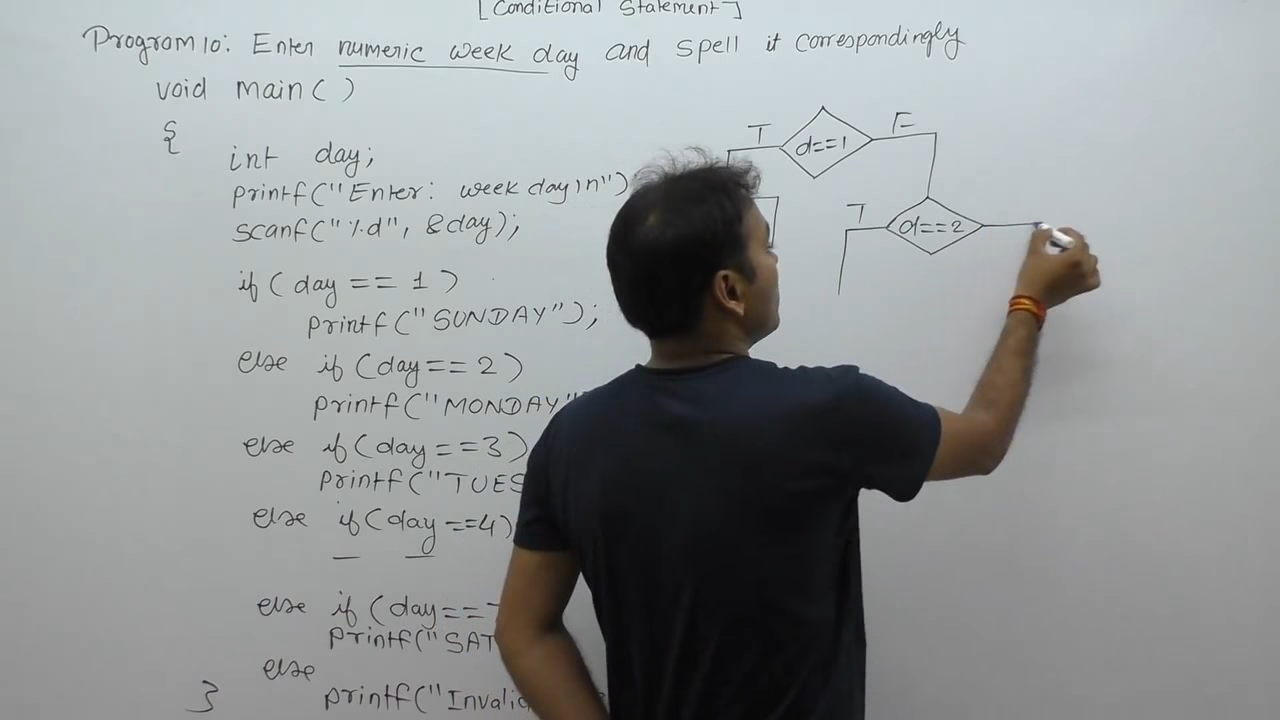 [Conditional Statement]
Program 10: Enter numeric week day and spell it correspondingly
void main( )
{
int day;
printf("Enter: week day\n")
scanf("%d", &day);
if( day == 1 )
printf("SUNDAY");
else if(day==2)
printf("MONDAY"
else if(day==3)
printf("TUES
else if(day==4)
else if(day==7
printf("SAT
else
printf("Invalid
}
T d==1 F
T d==2